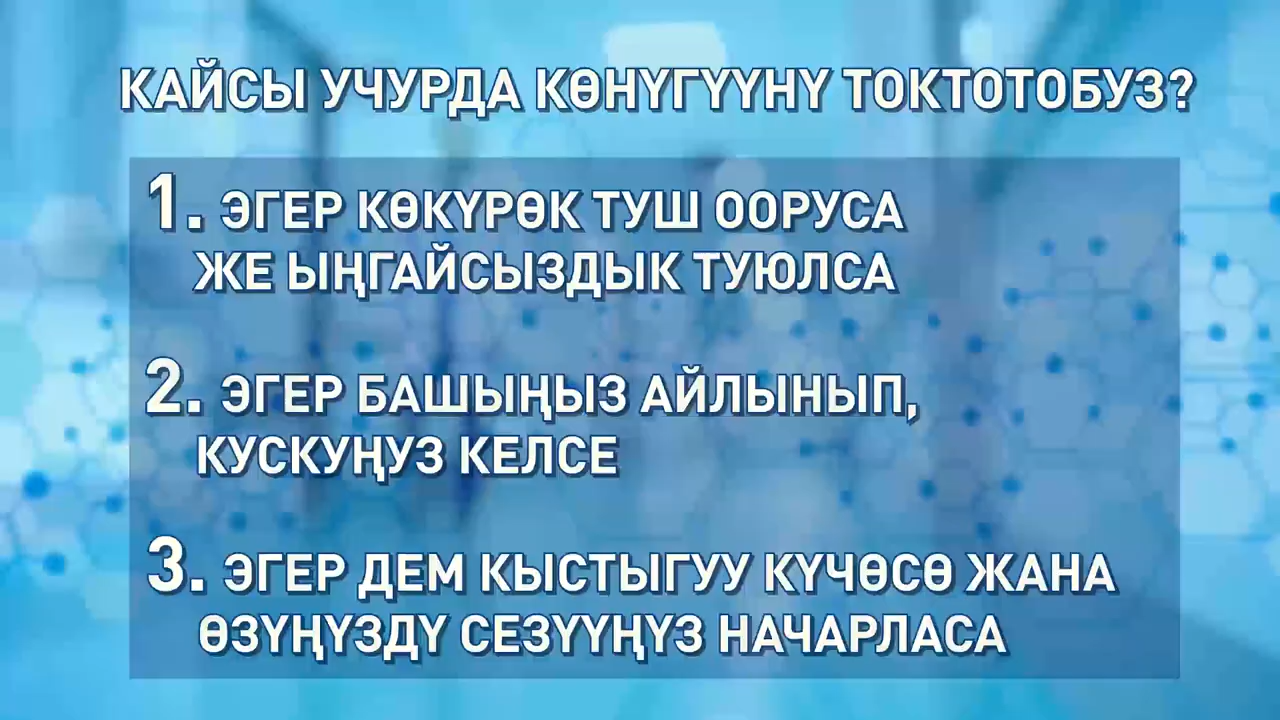 КАЙСЫ УЧУРДА КӨНҮГҮҮНҮ ТОКТОТОБУЗ?
1. ЭГЕР КӨКҮРӨК ТУШ ООРУСА
ЖЕ ЫҢГАЙСЫЗДЫК ТУЮЛСА
2. ЭГЕР БАШЫҢЫЗ АЙЛЫНЫП,
КУСКУҢУЗ КЕЛСЕ
3. ЭГЕР ДЕМ КЫСТЫГУУ КҮЧӨСӨ ЖАНА
ӨЗҮҢҮЗДҮ СЕЗҮҮҢҮЗ НАЧАРЛАСА